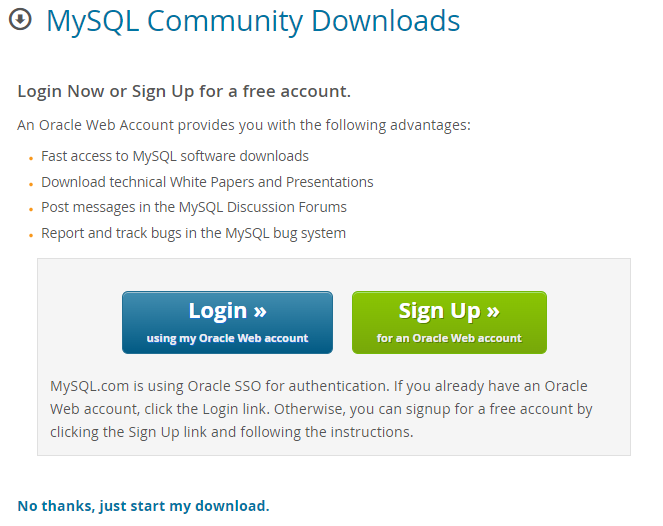 MySQL Community Downloads
Login Now or Sign Up for a free account.
An Oracle Web Account provides you with the following advantages:
Fast access to MySQL software downloads
Download technical White Papers and Presentations
Post messages in the MySQL Discussion Forums
Report and track bugs in the MySQL bug system
Login »
using my Oracle Web account
Sign Up »
for an Oracle Web account
MySQL.com is using Oracle SSO for authentication. If you already have an Oracle
Web account, click the Login link. Otherwise, you can signup for a free account by
clicking the Sign Up link and following the instructions.
No thanks, just start my download.